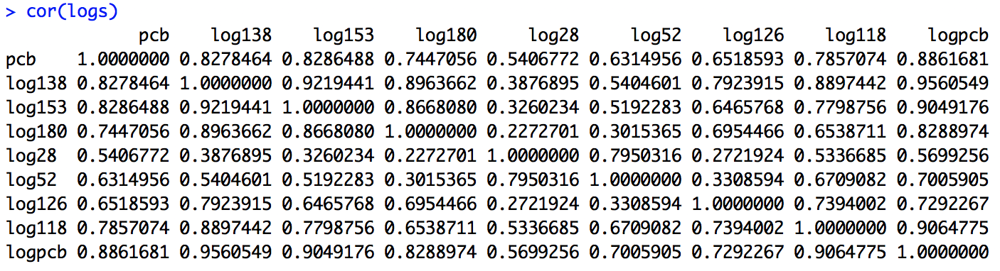 > cor(logs)
pcb log138 log153 log180 log28 log52 log126 log118 logpcb
pcb 1.0000000 0.8278464 0.8286488 0.7447056 0.5406772 0.6314956 0.6518593 0.7857074 0.8861681
log138 0.8278464 1.0000000 0.9219441 0.8963662 0.3876895 0.5404601 0.7923915 0.8897442 0.9560549
log153 0.8286488 0.9219441 1.0000000 0.8668080 0.3260234 0.5192283 0.6465768 0.7798756 0.9049176
log180 0.7447056 0.8963662 0.8668080 1.0000000 0.2272701 0.3015365 0.6954466 0.6538711 0.8288974
log28 0.5406772 0.3876895 0.3260234 0.2272701 1.0000000 0.7950316 0.2721924 0.5336685 0.5699256
log52 0.6314956 0.5404601 0.5192283 0.3015365 0.7950316 1.0000000 0.3308594 0.6709082 0.7005905
log126 0.6518593 0.7923915 0.6465768 0.6954466 0.2721924 0.3308594 1.0000000 0.7394002 0.7292267
log118 0.7857074 0.8897442 0.7798756 0.6538711 0.5336685 0.6709082 0.7394002 1.0000000 0.9064775
logpcb 0.8861681 0.9560549 0.9049176 0.8288974 0.5699256 0.7005905 0.7292267 0.9064775 1.0000000